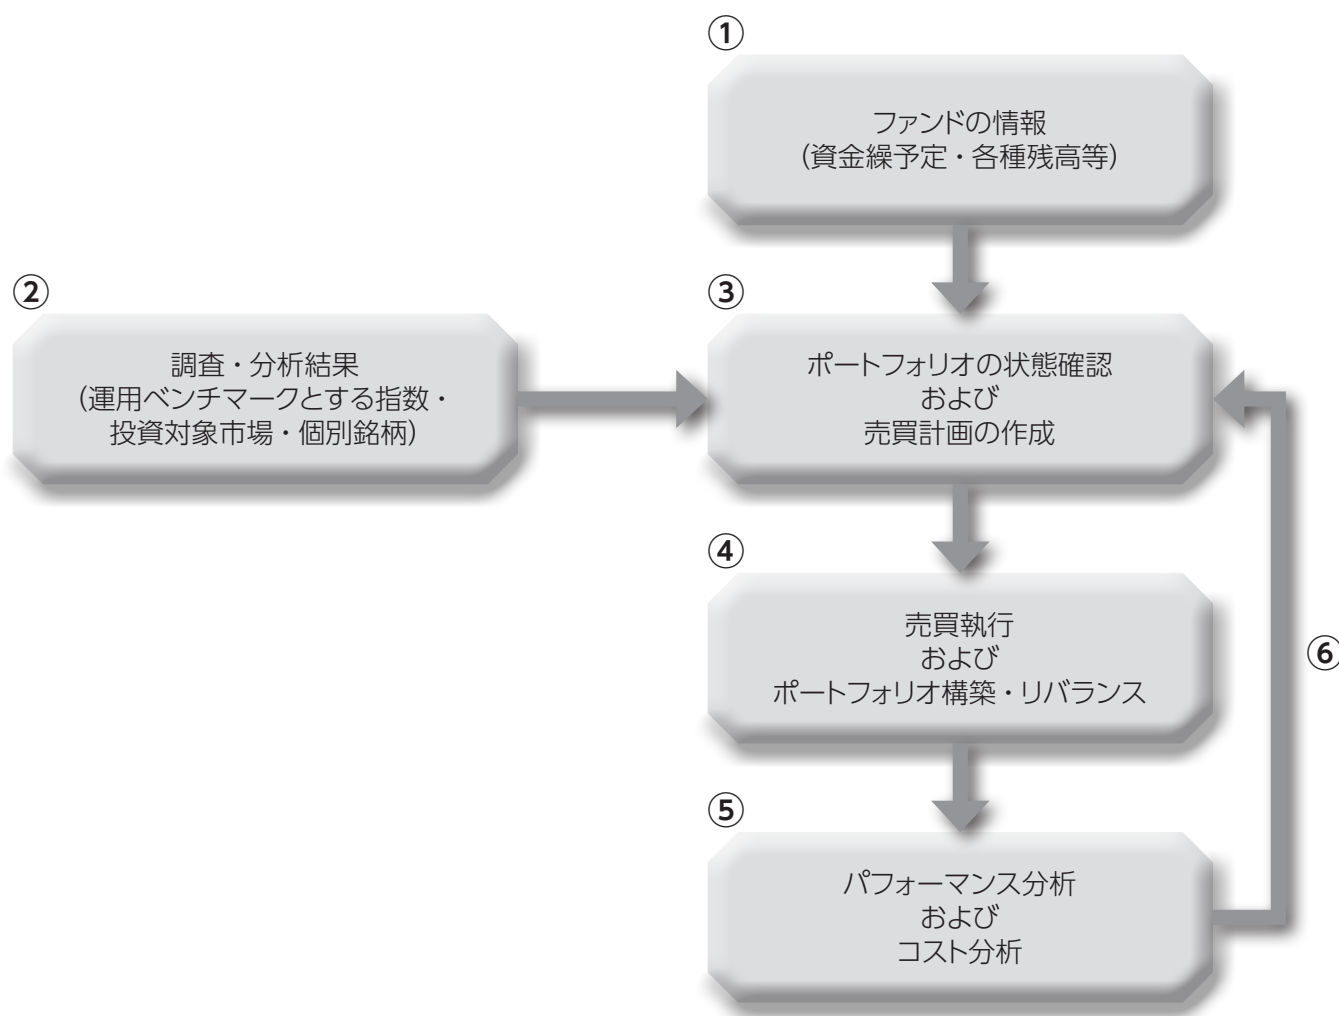 ①
ファンドの情報
(資金繰予定・各種残高等)
②
調査・分析結果
(運用ベンチマークとする指数・
投資対象市場・個別銘柄)
③
ポートフォリオの状態確認
および
売買計画の作成
④
売買執行
および
ポートフォリオ構築・リバランス
⑤
パフォーマンス分析
および
コスト分析
⑥